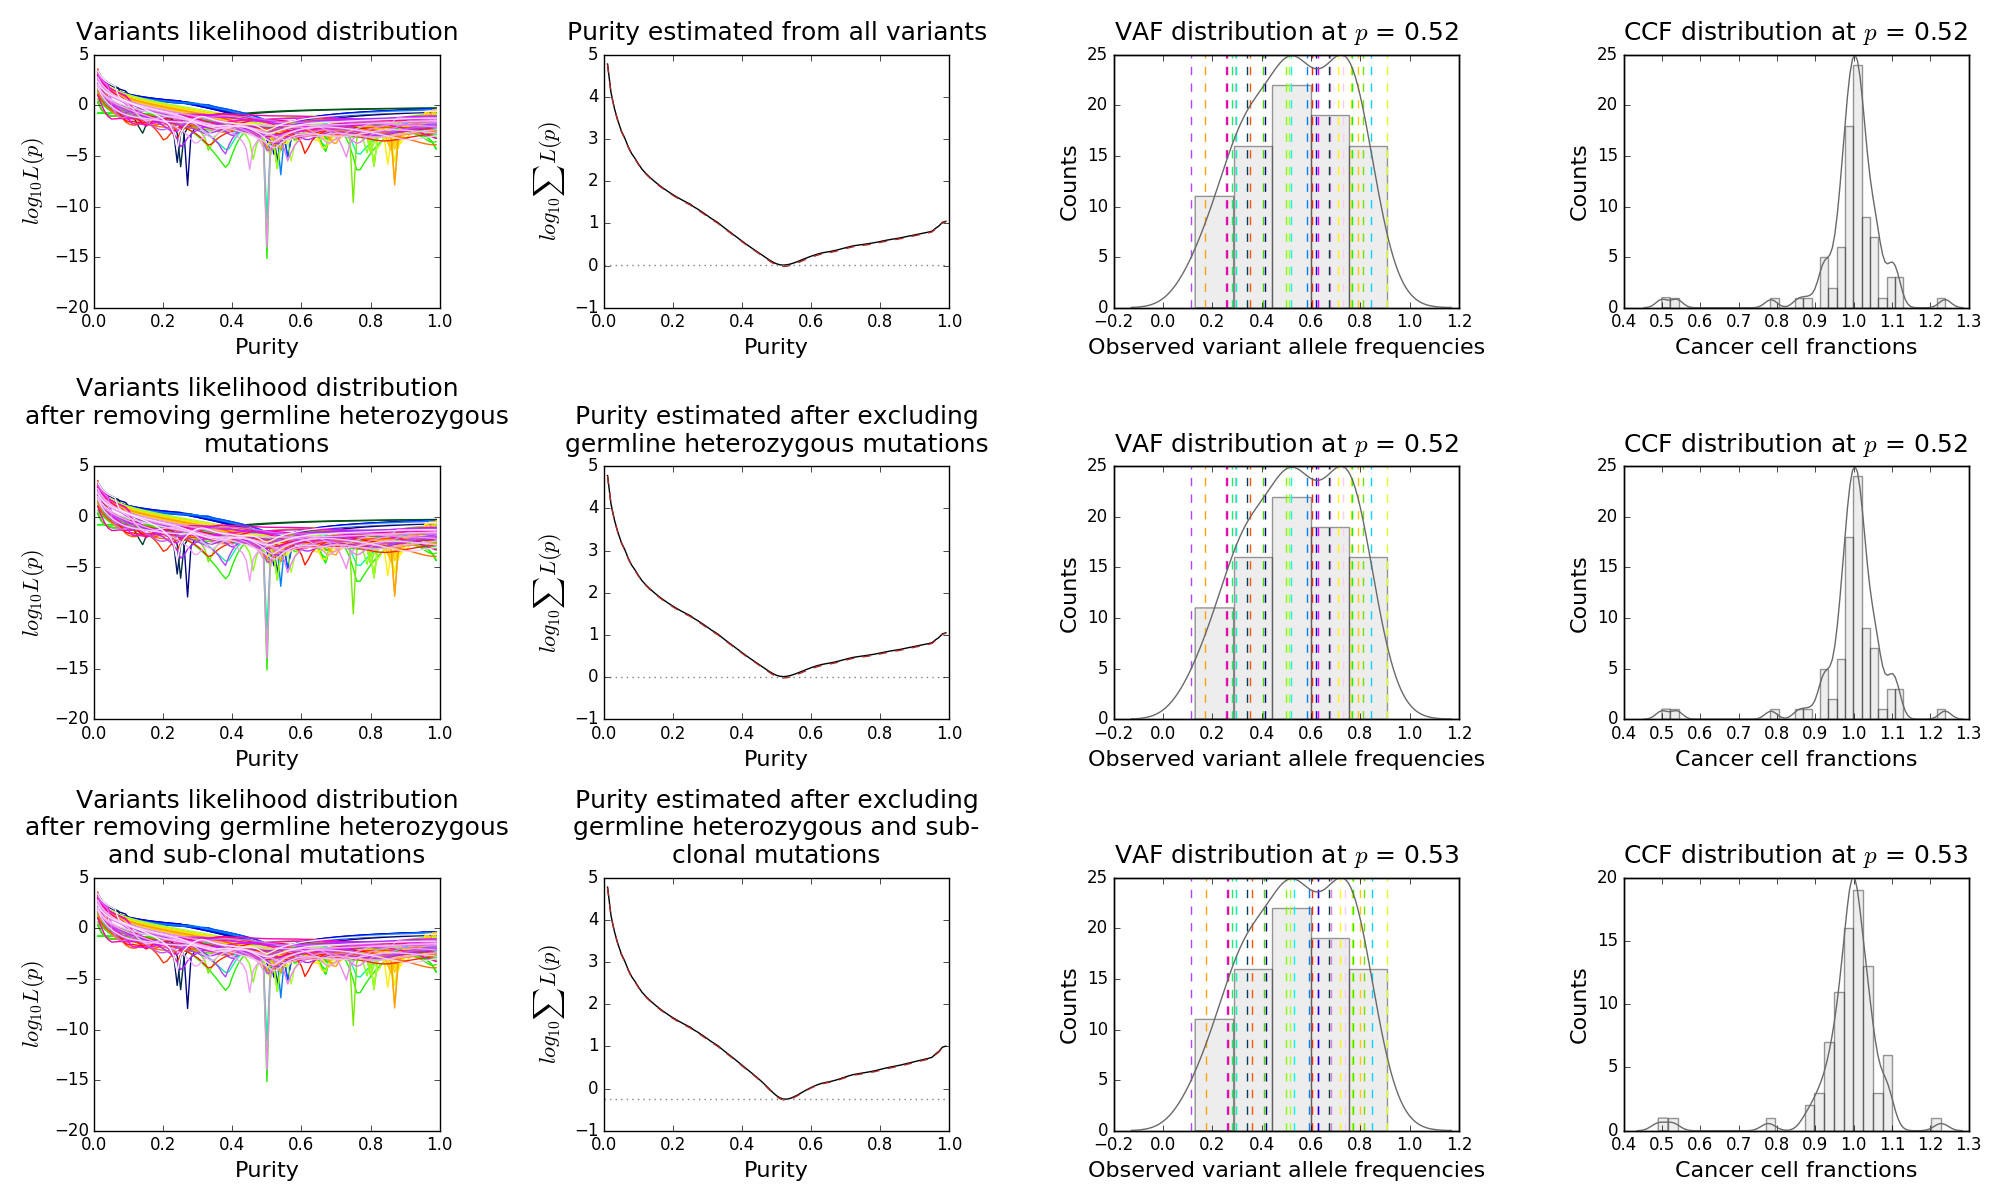 Variants likelihood distribution
Purity estimated from all variants
VAF distribution at p = 0.52
CCF distribution at p = 0.52
5
0
−5
−10
−15
−20
log10L(p)
0.0 0.2 0.4 0.6 0.8 1.0
Purity
5
4
3
2
1
0
−1
log10∑L(p)
0.0 0.2 0.4 0.6 0.8 1.0
Purity
25
20
15
10
5
0
Counts
−0.2 0.0 0.2 0.4 0.6 0.8 1.0 1.2
Observed variant allele frequencies
25
20
15
10
5
0
Counts
0.4 0.5 0.6 0.7 0.8 0.9 1.0 1.1 1.2 1.3
Cancer cell franctions
Variants likelihood distribution
after removing germline heterozygous
mutations
Purity estimated after excluding
germline heterozygous mutations
VAF distribution at p = 0.52
CCF distribution at p = 0.52
5
0
−5
−10
−15
−20
log10L(p)
0.0 0.2 0.4 0.6 0.8 1.0
Purity
5
4
3
2
1
0
−1
log10∑L(p)
0.0 0.2 0.4 0.6 0.8 1.0
Purity
25
20
15
10
5
0
Counts
−0.2 0.0 0.2 0.4 0.6 0.8 1.0 1.2
Observed variant allele frequencies
25
20
15
10
5
0
Counts
0.4 0.5 0.6 0.7 0.8 0.9 1.0 1.1 1.2 1.3
Cancer cell franctions
Variants likelihood distribution
after removing germline heterozygous
and sub-clonal mutations
Purity estimated after excluding
germline heterozygous and sub-
clonal mutations
VAF distribution at p = 0.53
CCF distribution at p = 0.53
5
0
−5
−10
−15
−20
log10L(p)
0.0 0.2 0.4 0.6 0.8 1.0
Purity
5
4
3
2
1
0
−1
log10∑L(p)
0.0 0.2 0.4 0.6 0.8 1.0
Purity
25
20
15
10
5
0
Counts
−0.2 0.0 0.2 0.4 0.6 0.8 1.0 1.2
Observed variant allele frequencies
20
15
10
5
0
Counts
0.4 0.5 0.6 0.7 0.8 0.9 1.0 1.1 1.2 1.3
Cancer cell franctions